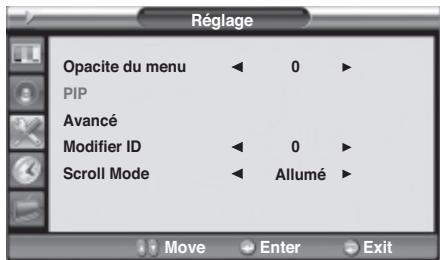 Réglage
Opacite du menu ◄ 0 ►
PIP
Avancé
Modifier ID ◄ 0 ►
Scroll Mode ◄ Allumé ►
Move Enter Exit